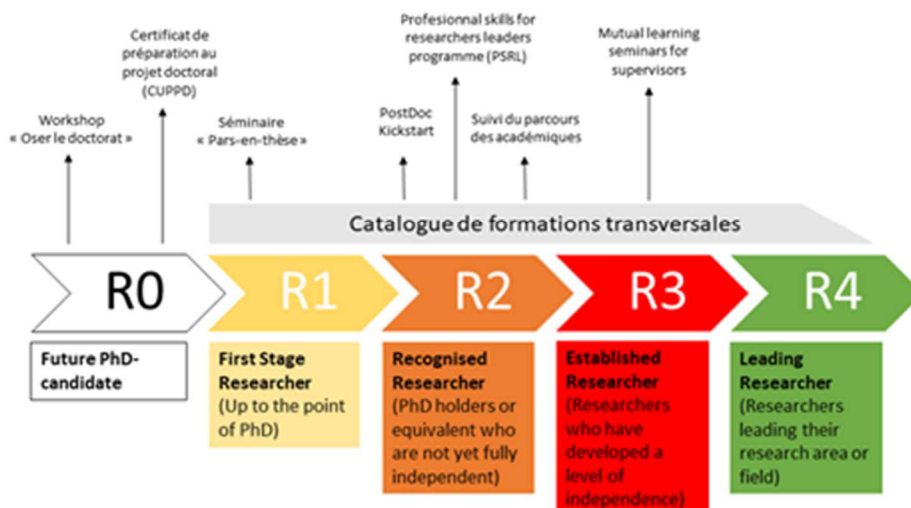 Certificat de
préparation au
projet doctoral
(CUPPD)
Profesionnal skills for
researchers leaders
programme (PSRL)
Mutual learning
seminars for
supervisors
Workshop
« Oser le doctorat »
Séminaire
« Pars-en-thèse »
PostDoc
Kickstart
Suivi du parcours
des académiques
Catalogue de formations transversales
R0
R1
R2
R3
R4
Future PhD-
candidate
First Stage
Researcher
(Up to the point
of PhD)
Recognised
Researcher
(PhD holders or
equivalent who
are not yet fully
independent)
Established
Researcher
(Researchers
who have
developed a
level of
independence)
Leading
Researcher
(Researchers
leading their
research area or
field)